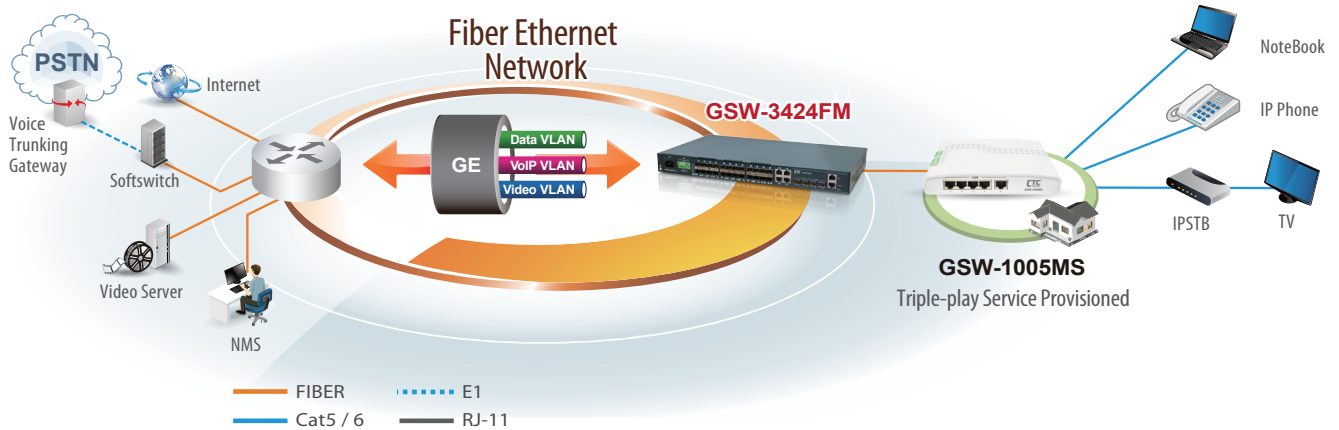 Fiber Ethernet
Network
PSTN
Internet
Voice
Trunking
Gateway
Softswitch
Video Server
NMS
GE
Data VLAN
VoIP VLAN
Video VLAN
GSW-3424FM
CTC
GSW-1005MS
Triple-play Service Provisioned
NoteBook
IP Phone
IPSTB
TV
FIBER
E1
Cat5 / 6
RJ-11